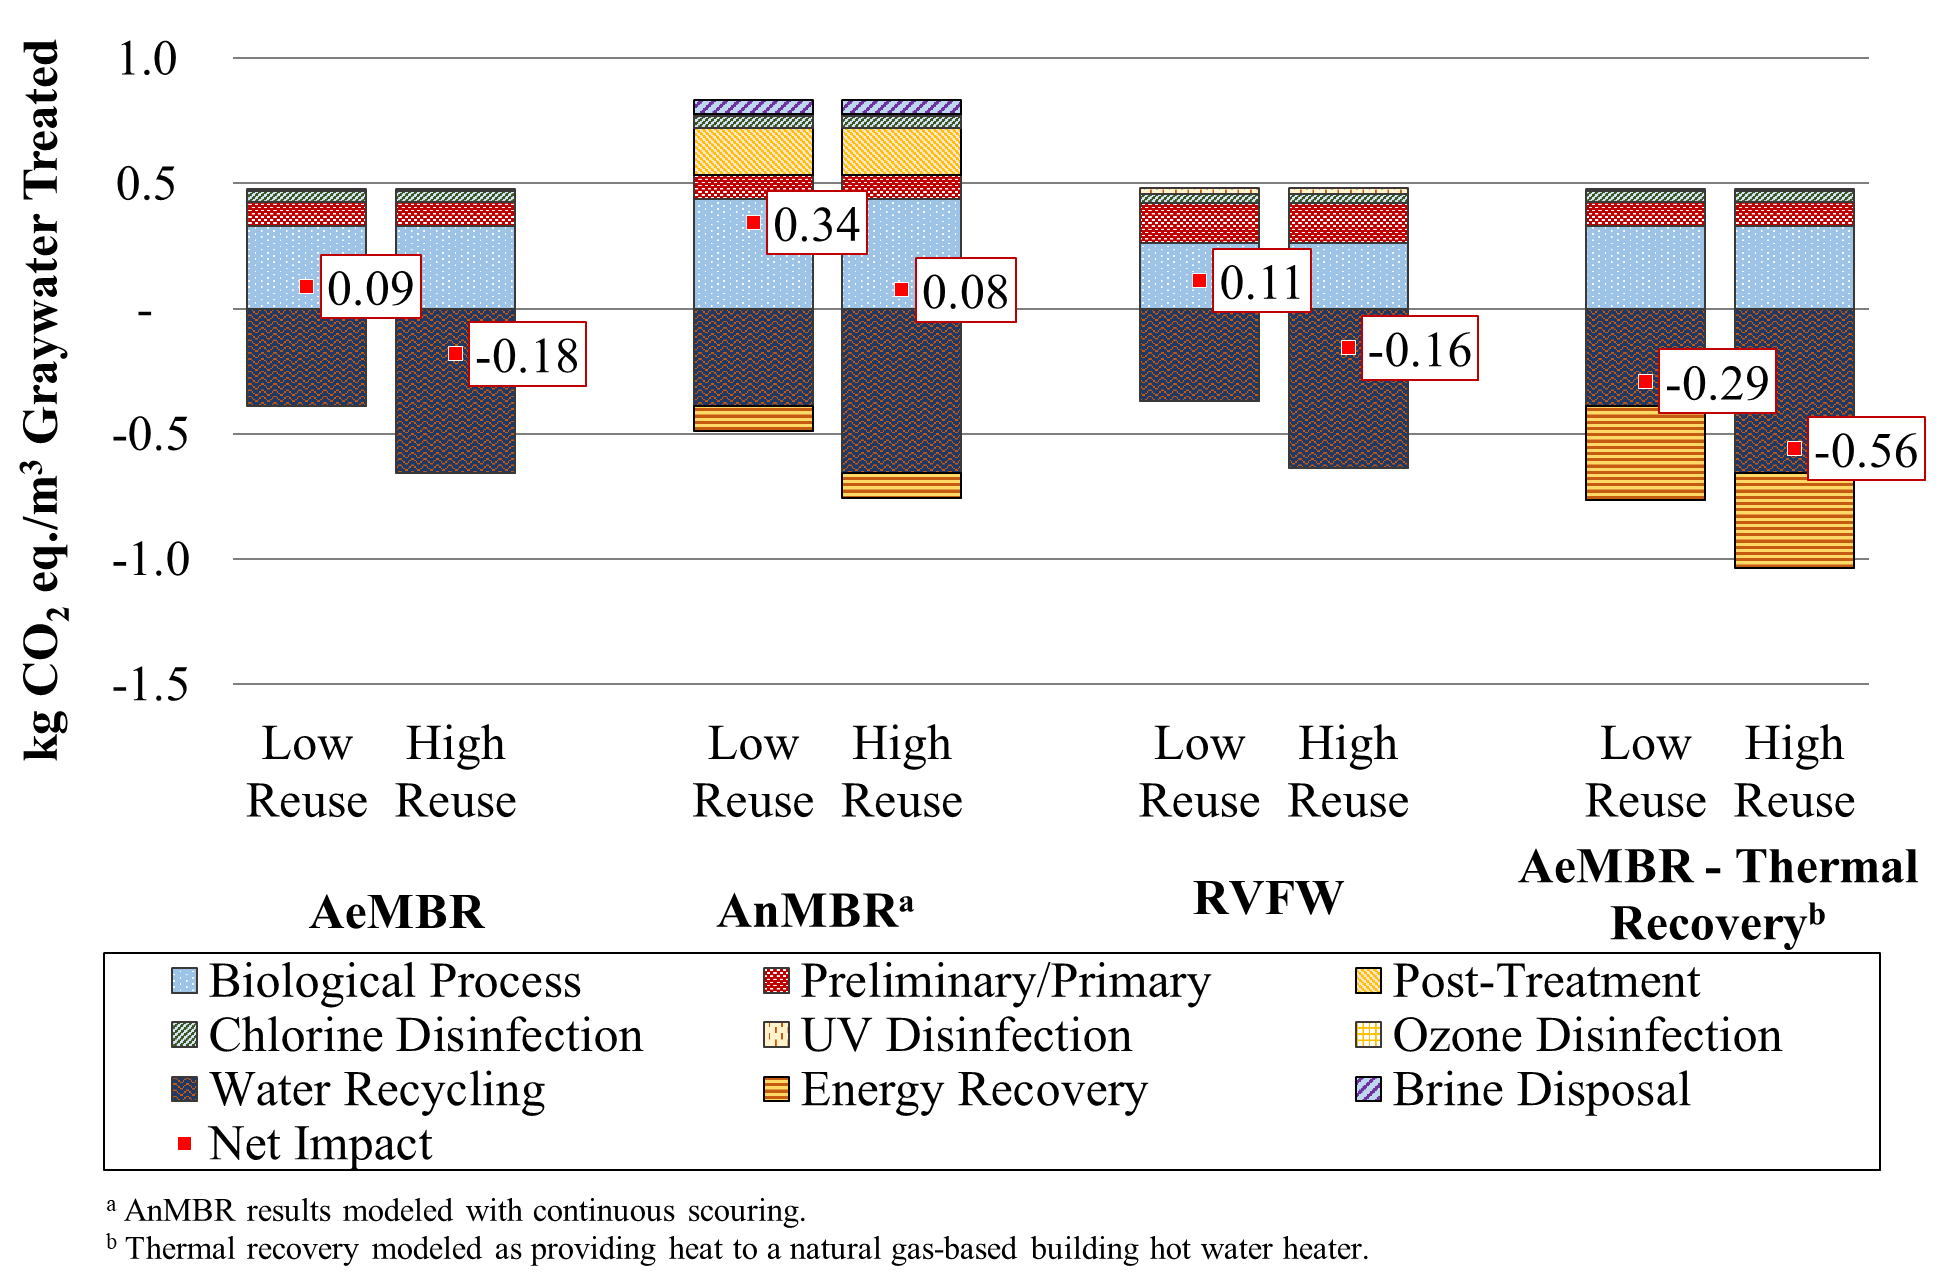 kg CO₂ eq./m³ Graywater Treated
1.0
0.5
-
-0.5
-1.0
-1.5
0.09
-0.18
0.34
0.08
0.11
-0.16
-0.29
-0.56
Low Reuse
High Reuse
Low Reuse
High Reuse
Low Reuse
High Reuse
Low Reuse
High Reuse
AeMBR
AnMBRᵃ
RVFW
AeMBR - Thermal
Recoveryᵇ
Biological Process
Preliminary/Primary
Post-Treatment
Chlorine Disinfection
UV Disinfection
Ozone Disinfection
Water Recycling
Energy Recovery
Brine Disposal
Net Impact
ᵃ AnMBR results modeled with continuous scouring.
ᵇ Thermal recovery modeled as providing heat to a natural gas-based building hot water heater.